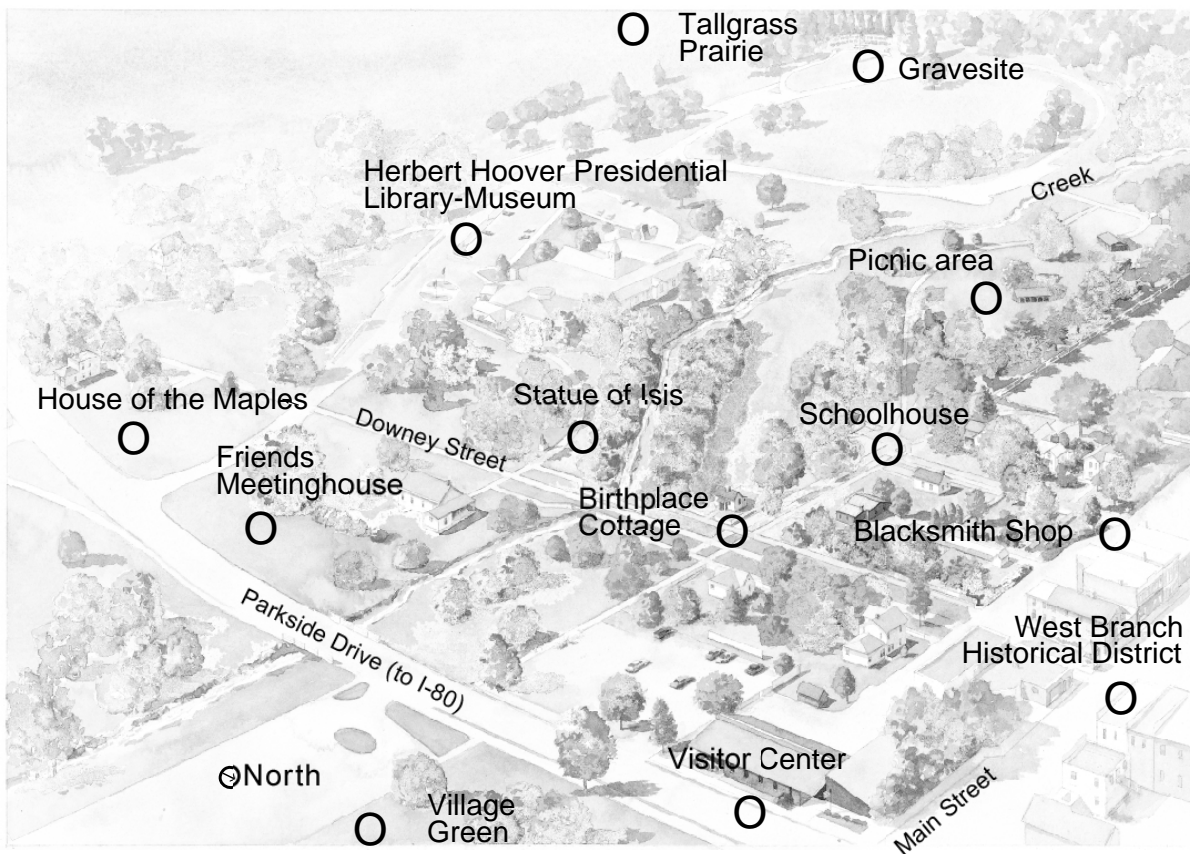 Tallgrass
Prairie
Gravesite
Herbert Hoover Presidential
Library-Museum
Creek
Picnic area
House of the Maples
Statue of Isis
Schoolhouse
Downey Street
Friends
Meetinghouse
Birthplace
Cottage
Blacksmith Shop
Parkside Drive (to I-80)
West Branch
Historical District
North
Visitor Center
Village
Green
Main Street